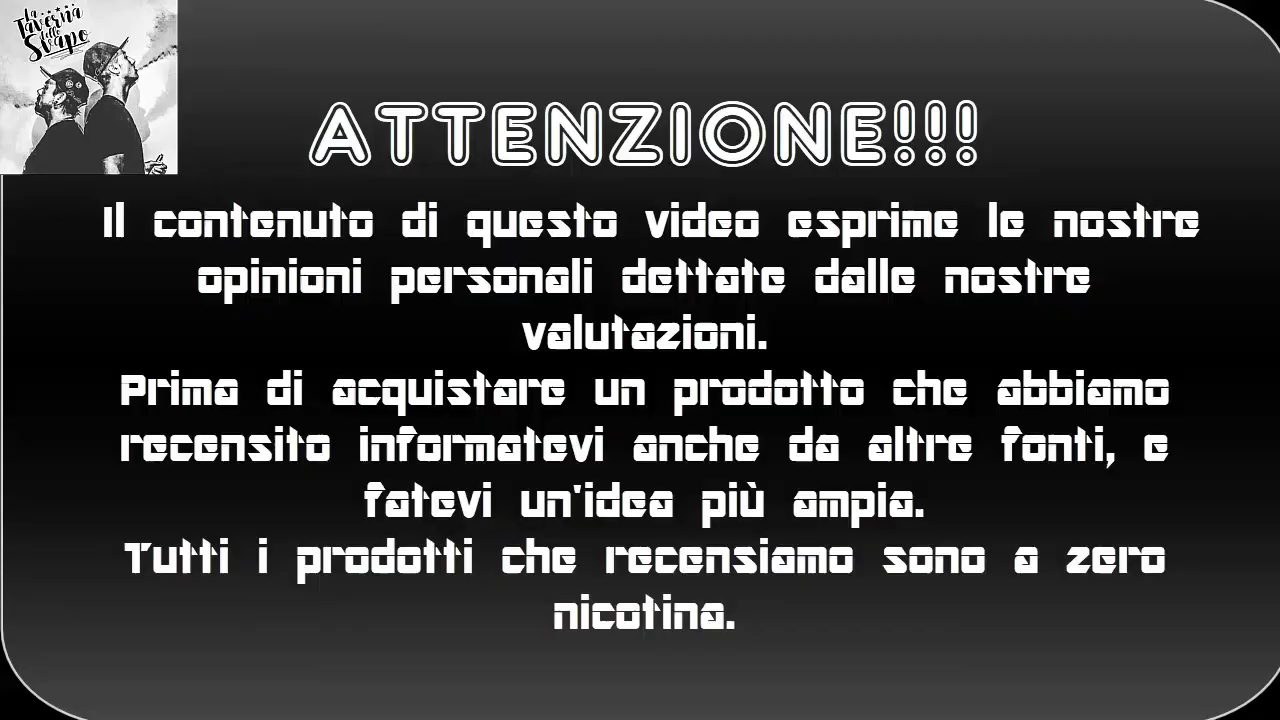 La
Taverna
dello
Svapo
ATTENZIONE!!!
Il contenuto di questo video esprime le nostre
opinioni personali dettate dalle nostre
valutazioni.
Prima di acquistare un prodotto che abbiamo
recensito informatevi anche da altre fonti, e
fatevi un'idea più ampia.
Tutti i prodotti che recensiamo sono a zero
nicotina.